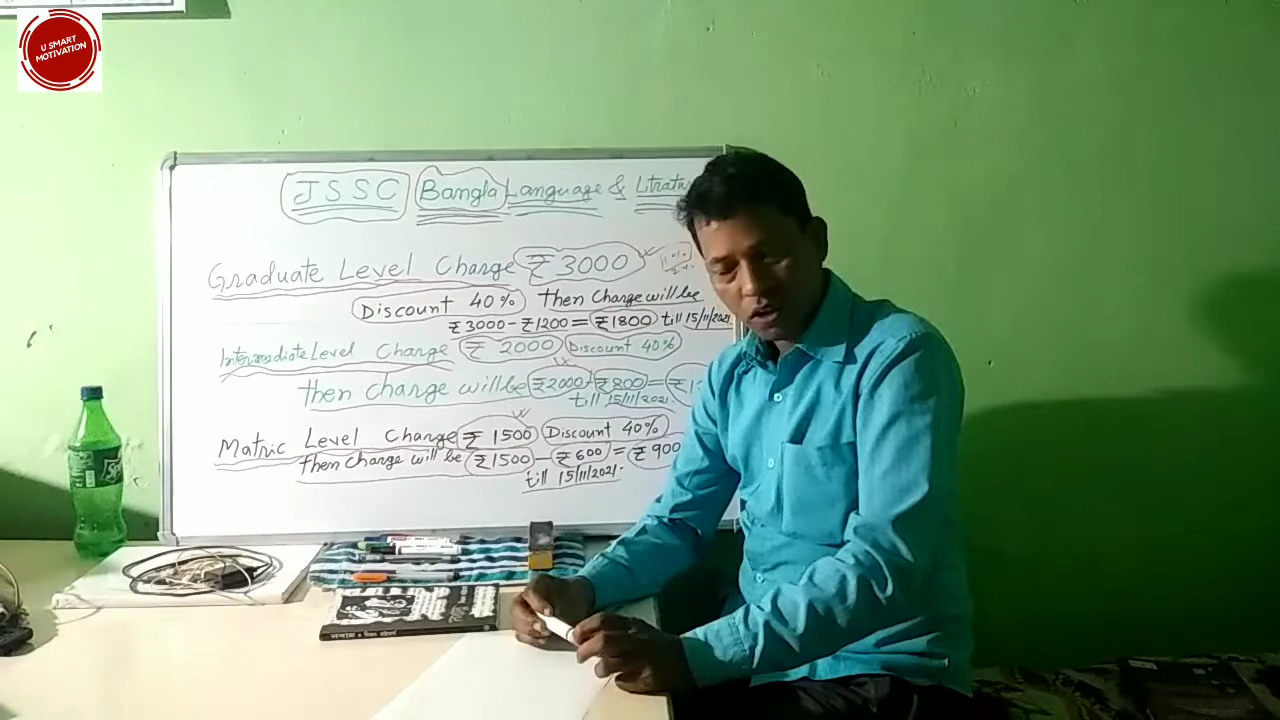 U SMART
MOTIVATION
JSSC Bangla Language &
Graduate Level Charge ₹3000
Discount 40% then Charge will be
₹3000-₹1200=₹1800 till 15/11/2021
Intermediate Level Charge ₹ 2000 Discount 40%
then charge will be ₹2000-₹800=
till 15/11/2021.
Matric Level Charge ₹ 1500 Discount 40%
then charge will be ₹1500-₹600=₹900
till 15/11/2021.